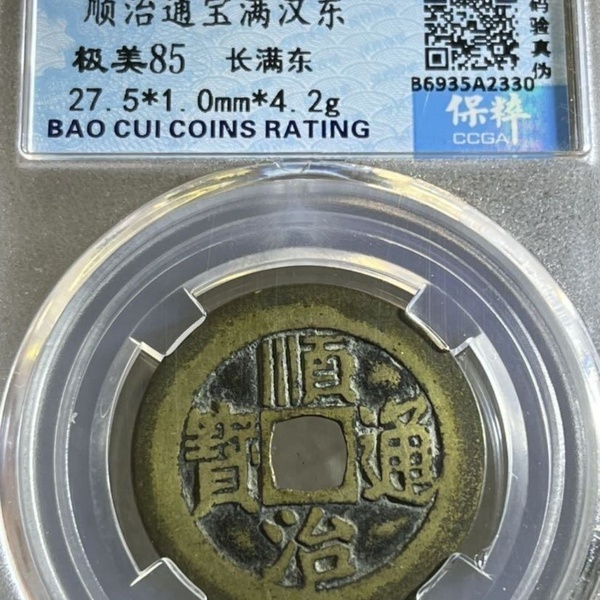 顺治通宝满汉东
极美85 长满东
27.5*1.0mm*4.2g
BAO CUI COINS RATING
码验真伪
B6935A2330
保粹
CCGA
順治通寶